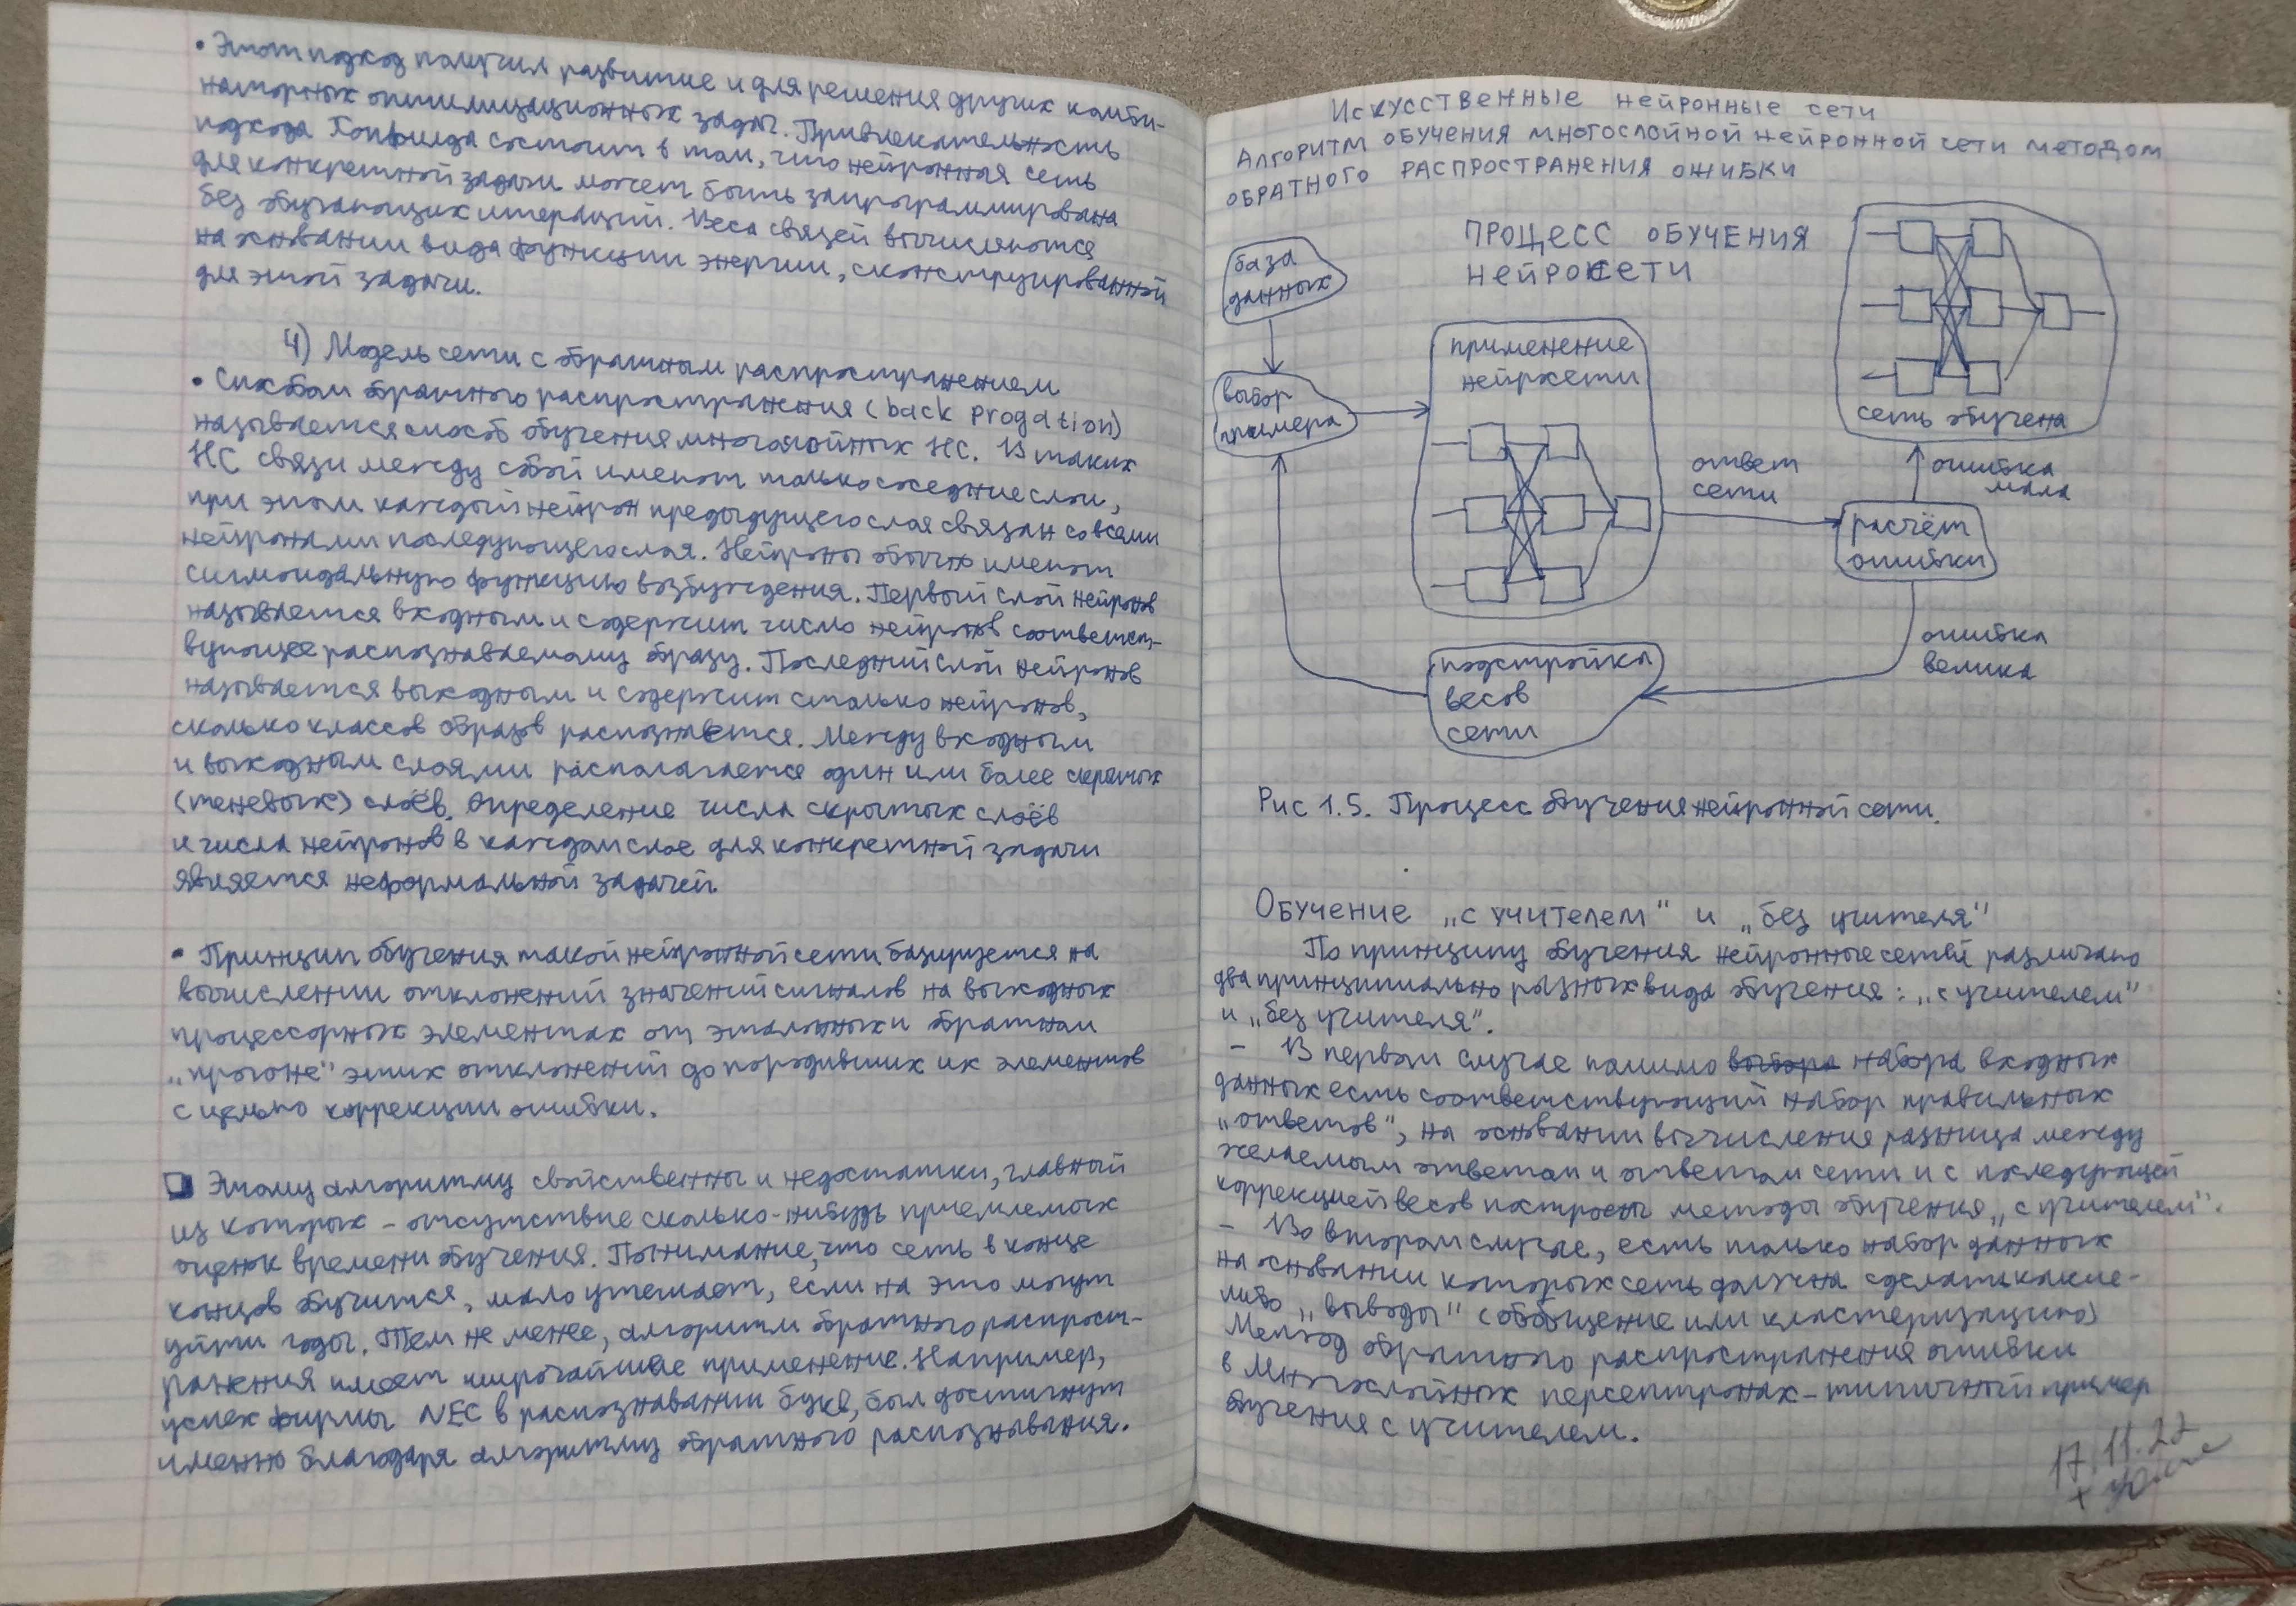 • Этот подход получил развитие и для решения других комби-
наторных оптимизационных задач. Привлекательность
подхода Хопфилда состоит в том, что нейронная сеть
для конкретной задачи может быть запрограммирована
без обучающих итераций. Веса связей вычисляются
на основании вида функции энергии, сконструированной
для этой задачи.
4) Модель сети с обратным распространением
• Способом обратного распространения (back progation)
называется способ обучения многослойных НС. В таких
НС связи между собой имеют только соседние слои,
при этом каждый нейрон предыдущего слоя связан со всеми
нейронами последующего слоя. Нейроны обычно имеют
сигмоидальную функцию возбуждения. Первый слой нейронов
называется входным и содержит число нейронов соответст-
вующее распознаваемому образу. Последний слой нейронов
называется выходным и содержит столько нейронов,
сколько классов образов распознаётся. Между входным
и выходным слоями располагается один или более скрытых
(теневых) слоёв. Определение числа скрытых слоёв
и числа нейронов в каждом слое для конкретной задачи
является неформальной задачей.
• Принцип обучения такой нейронной сети базируется на
вычислении отклонений значений сигналов на выходных
процессорных элементах от эталонных и обратном
„прогоне" этих отклонений до породивших их элементов
с целью коррекции ошибки.
Этому алгоритму свойственны и недостатки, главный
из которых - отсутствие сколько-нибудь приемлемых
оценок времени обучения. Понимание, что сеть в конце
концов обучится, мало утешает, если на это могут
уйти годы. Тем не менее, алгоритм обратного распрост-
ранения имеет широчайшее применение. Например,
успех фирмы NEC в распознавании букв, был достигнут
именно благодаря алгоритму обратного распознавания.
Искусственные нейронные сети
Алгоритм обучения многослойной нейронной сети методом
обратного распространения ошибки
ПРОЦЕСС ОБУЧЕНИЯ
НЕЙРОСЕТИ
база
данных
выбор
примера
применение
нейросети
ответ
сети
сеть обучена
ошибка
мала
расчёт
ошибки
ошибка
велика
подстройка
весов
сети
Рис 1.5. Процесс обучения нейронной сети.
Обучение „с учителем" и „без учителя"
По принципу обучения нейронные сетей различают
два принципиально разных вида обучения: „с учителем"
и „без учителя".
- В первом случае помимо выбора набора входных
данных есть соответствующий набор правильных
„ответов", на основании вычисления разница между
желаемым ответом и ответом сети и с последующей
коррекцией весов построены методы обучения „с учителем".
- Во втором случае, есть только набор данных
на основании которых сеть должна сделать какие-
либо „выводы" (обобщение или кластеризацию)
Метод обратного распространения ошибки
в многослойных персептронах - типичный пример
обучения с учителем.
17.11.22
+